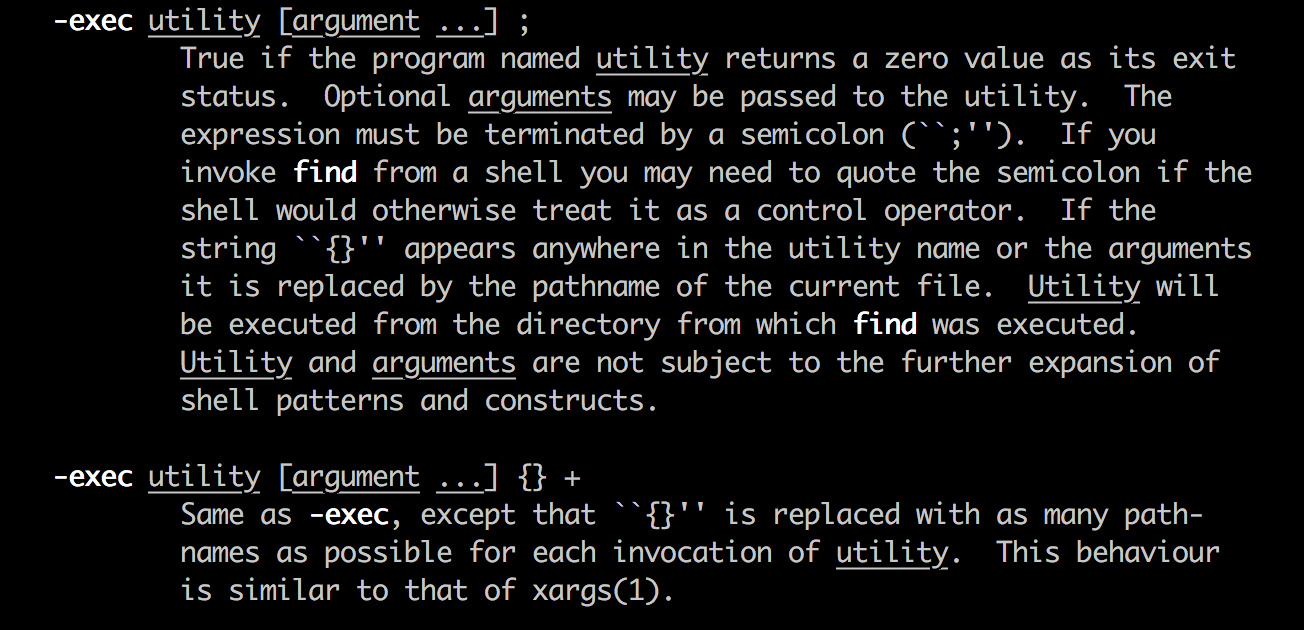 -exec utility [argument ...] ;
True if the program named utility returns a zero value as its exit
status.  Optional arguments may be passed to the utility.  The
expression must be terminated by a semicolon (``;'').  If you
invoke find from a shell you may need to quote the semicolon if the
shell would otherwise treat it as a control operator.  If the
string ``{}'' appears anywhere in the utility name or the arguments
it is replaced by the pathname of the current file.  Utility will
be executed from the directory from which find was executed.
Utility and arguments are not subject to the further expansion of
shell patterns and constructs.
-exec utility [argument ...] {} +
Same as -exec, except that ``{}'' is replaced with as many path-
names as possible for each invocation of utility.  This behaviour
is similar to that of xargs(1).